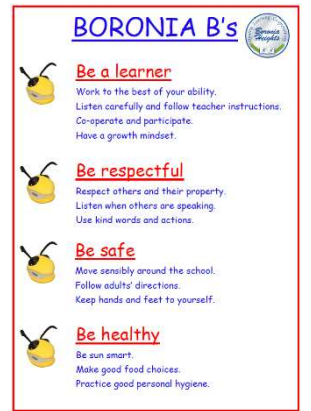 BORONIA B's
Boronia
Heights
Be a learner
Work to the best of your ability.
Listen carefully and follow teacher instructions.
Co-operate and participate.
Have a growth mindset.
Be respectful
Respect others and their property.
Listen when others are speaking.
Use kind words and actions.
Be safe
Move sensibly around the school.
Follow adults' directions.
Keep hands and feet to yourself.
Be healthy
Be sun smart.
Make good food choices.
Practice good personal hygiene.